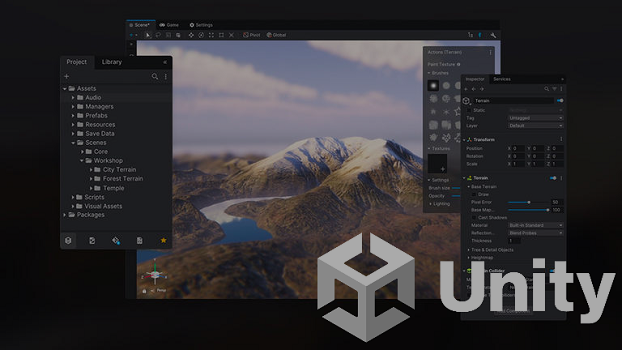 Scene*
Game
Settings
Pivot
Global
Project
Library
Assets
Audio
Managers
Prefabs
Resources
Save Data
Scenes
Core
Workshop
City Terrain
Forest Terrain
Temple
Scripts
Visual Assets
Packages
Persp
Actions (Terrain)
Paint Texture
Brushes
Textures
Settings
Brush size
Opacity
Lighting
Inspector
Services
Terrain
Static
Tag
Untagged
Layer
Default
Transform
Position X 0 Y 0 Z 0
Rotation X 0 Y 0 Z 0
Scale X 1 Y 1 Z 1
Terrain
Base Terrain
Draw
Pixel Error 50
Base Map... 100
Cast Shadows
Material Built In Standard
Reflection... Blend Probes
Thickness 1
Tree & Detail Objects
Heightmap
Unity